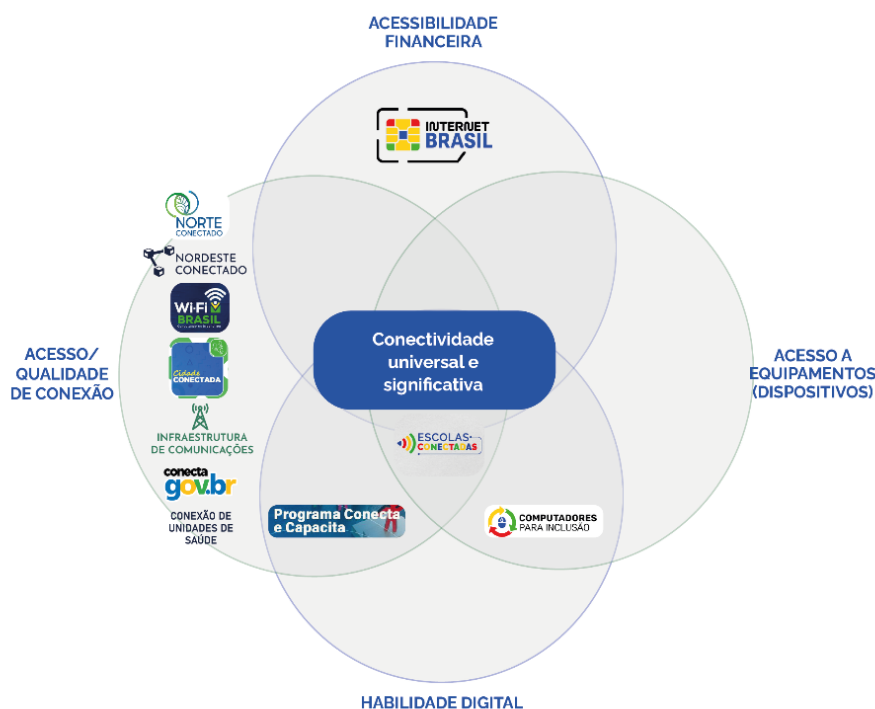 ACESSIBILIDADE
FINANCEIRA
INTERNET
BRASIL
NORTE
CONECTADO
NORDESTE
CONECTADO
Wi-Fi
BRASIL
ACESSO/
QUALIDADE
DE CONEXÃO
Cidade
CONECTADA
INFRAESTRUTURA
DE COMUNICAÇÕES
conecta
gov.br
CONEXÃO DE
UNIDADES DE
SAÚDE
Conectividade
universal e
significativa
ACESSO A
EQUIPAMENTOS
(DISPOSITIVOS)
ESCOLAS
CONECTADAS
Programa Conecta
e Capacita
COMPUTADORES
PARA INCLUSÃO
HABILIDADE DIGITAL